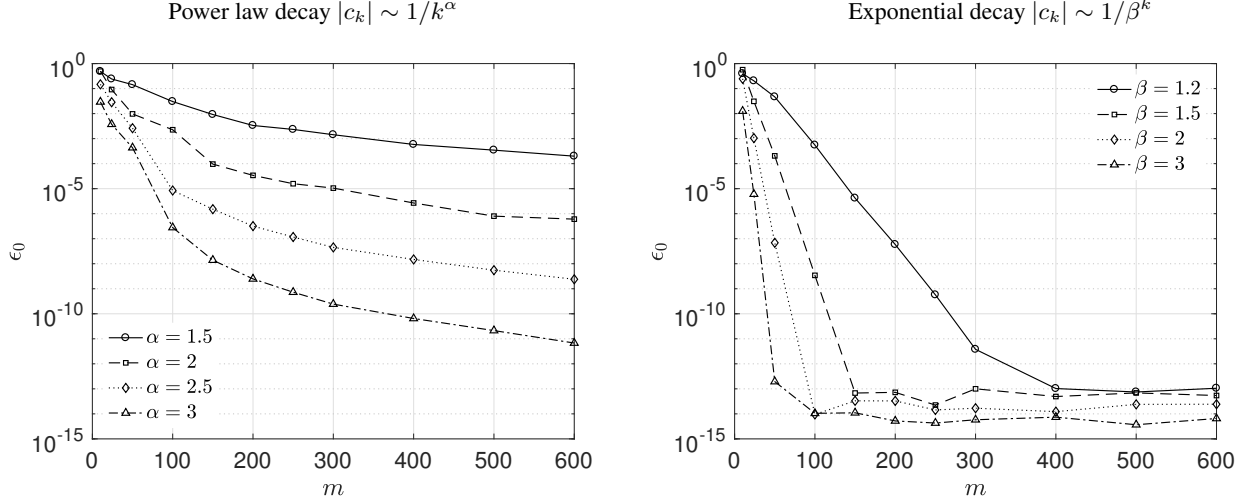 Power law decay |c_k| ∼ 1/k^α
10^0
10^-5
10^-10
10^-15
ϵ_0
α = 1.5
α = 2
α = 2.5
α = 3
0 100 200 300 400 500 600
m
Exponential decay |c_k| ∼ 1/β^k
10^0
10^-5
10^-10
10^-15
ϵ_0
β = 1.2
β = 1.5
β = 2
β = 3
0 100 200 300 400 500 600
m